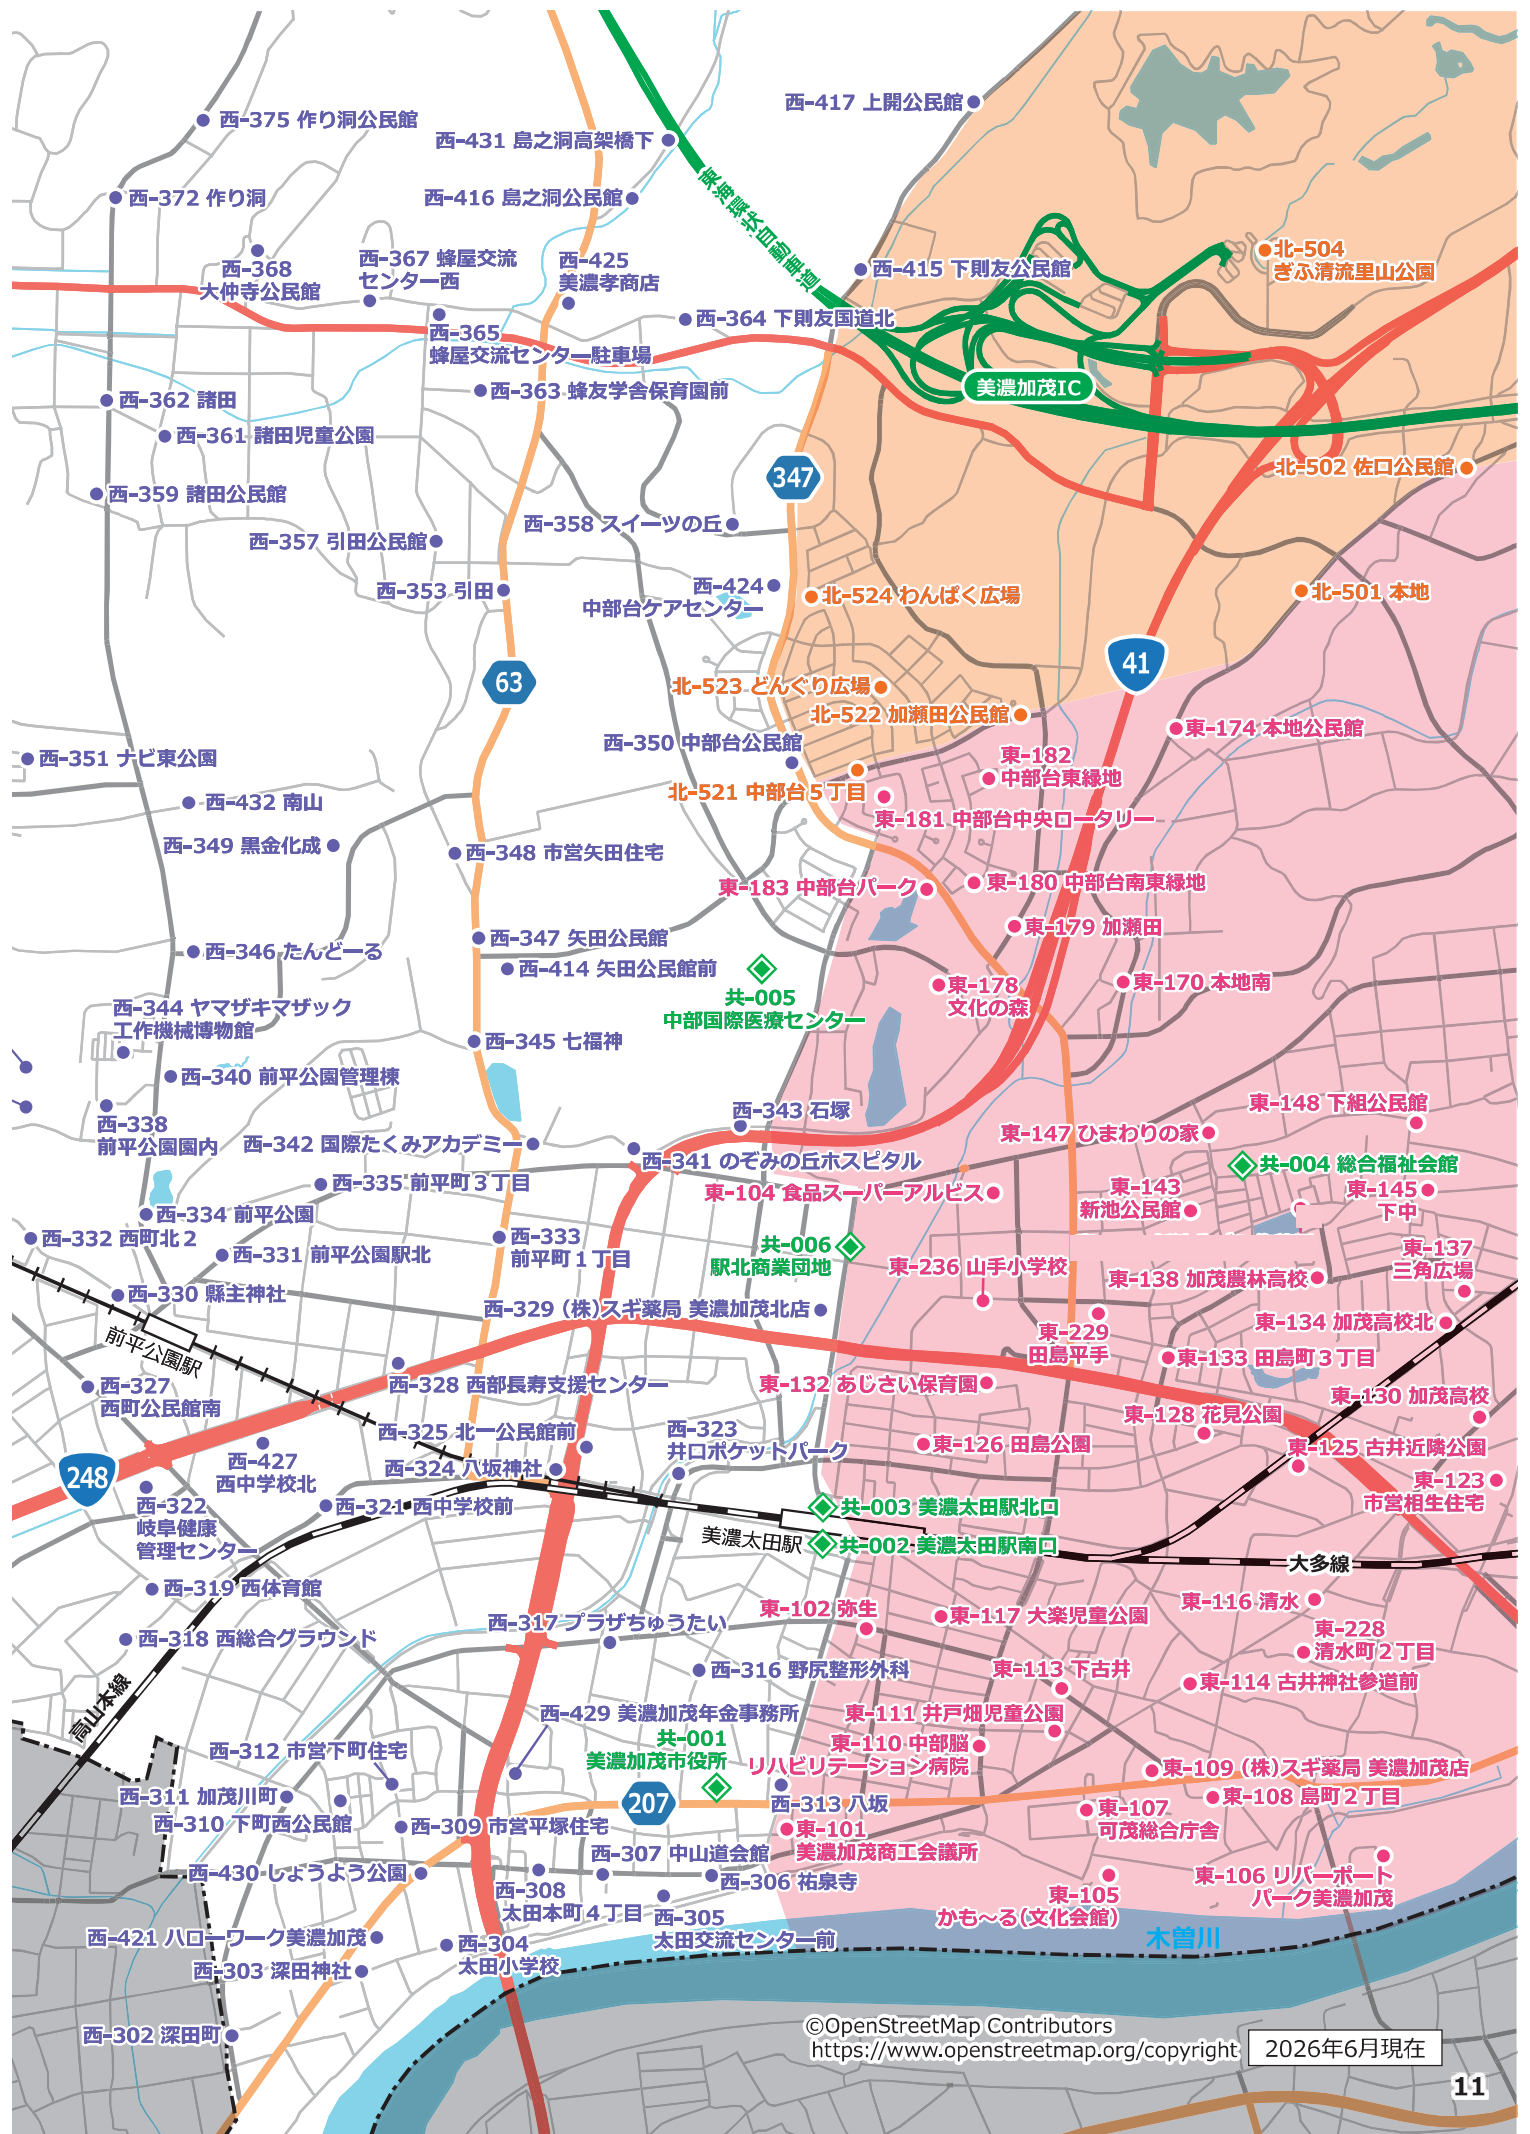 西-417 上開公民館
西-375 作り洞公民館
西-431 島之洞高架橋下
西-372 作り洞
西-416 島之洞公民館
東海環状自動車道
西-368
大仲寺公民館
西-367 蜂屋交流
センター西
西-425
美濃孝商店
西-415 下則友公民館
北-504
ぎふ清流里山公園
西-364 下則友国道北
西-365
蜂屋交流センター駐車場
西-363 蜂友学舎保育園前
美濃加茂IC
西-362 諸田
西-361 諸田児童公園
347
北-502 佐口公民館
西-359 諸田公民館
西-358 スイーツの丘
西-357 引田公民館
西-353 引田
西-424
中部台ケアセンター
北-524 わんぱく広場
北-501 本地
63
41
北-523 どんぐり広場
北-522 加瀬田公民館
東-174 本地公民館
西-350 中部台公民館
西-351 ナビ東公園
東-182
中部台東緑地
北-521 中部台５丁目
西-432 南山
東-181 中部台中央ロータリー
西-349 黒金化成
西-348 市営矢田住宅
東-183 中部台パーク
東-180 中部台南東緑地
東-179 加瀬田
西-347 矢田公民館
西-346 たんどーる
西-414 矢田公民館前
共-005
中部国際医療センター
東-178
文化の森
東-170 本地南
西-344 ヤマザキマザック
工作機械博物館
西-345 七福神
西-340 前平公園管理棟
西-338
前平公園園内
西-343 石塚
東-148 下組公民館
西-342 国際たくみアカデミー
東-147 ひまわりの家
西-341 のぞみの丘ホスピタル
共-004 総合福祉会館
西-335 前平町３丁目
東-104 食品スーパーアルビス
東-143
新池公民館
東-145
下中
西-334 前平公園
西-332 西町北２
西-331 前平公園駅北
西-333
前平町１丁目
共-006
駅北商業団地
東-137
三角広場
東-236 山手小学校
東-138 加茂農林高校
西-330 縣主神社
西-329 （株）スギ薬局 美濃加茂北店
東-134 加茂高校北
前平公園駅
東-229
田島平手
東-133 田島町３丁目
西-327
西町公民館南
西-328 西部長寿支援センター
東-132 あじさい保育園
東-130 加茂高校
東-128 花見公園
西-325 北一公民館前
西-323
井口ポケットパーク
東-126 田島公園
東-125 古井近隣公園
西-427
西中学校北
西-324 八坂神社
248
東-123
市営相生住宅
西-322
岐阜健康
管理センター
西-321 西中学校前
共-003 美濃太田駅北口
美濃太田駅
共-002 美濃太田駅南口
大多線
西-319 西体育館
東-102 弥生
東-117 大楽児童公園
東-116 清水
西-317 プラザちゅうたい
東-228
清水町２丁目
西-318 西総合グラウンド
西-316 野尻整形外科
東-113 下古井
東-114 古井神社参道前
高山本線
西-429 美濃加茂年金事務所
東-111 井戸畑児童公園
共-001
美濃加茂市役所
東-110 中部脳
リハビリテーション病院
西-312 市営下町住宅
東-109 （株）スギ薬局 美濃加茂店
西-311 加茂川町
207
西-313 八坂
東-108 島町２丁目
東-107
可茂総合庁舎
西-310 下町西公民館
西-309 市営平塚住宅
東-101
美濃加茂商工会議所
西-307 中山道会館
西-430 しょうよう公園
西-306 祐泉寺
東-106 リバーポート
パーク美濃加茂
西-308
太田本町４丁目
東-105
かも～る（文化会館）
西-305
太田交流センター前
西-421 ハローワーク美濃加茂
西-304
太田小学校
木曽川
西-303 深田神社
西-302 深田町
©OpenStreetMap Contributors
https://www.openstreetmap.org/copyright
2026年6月現在
11